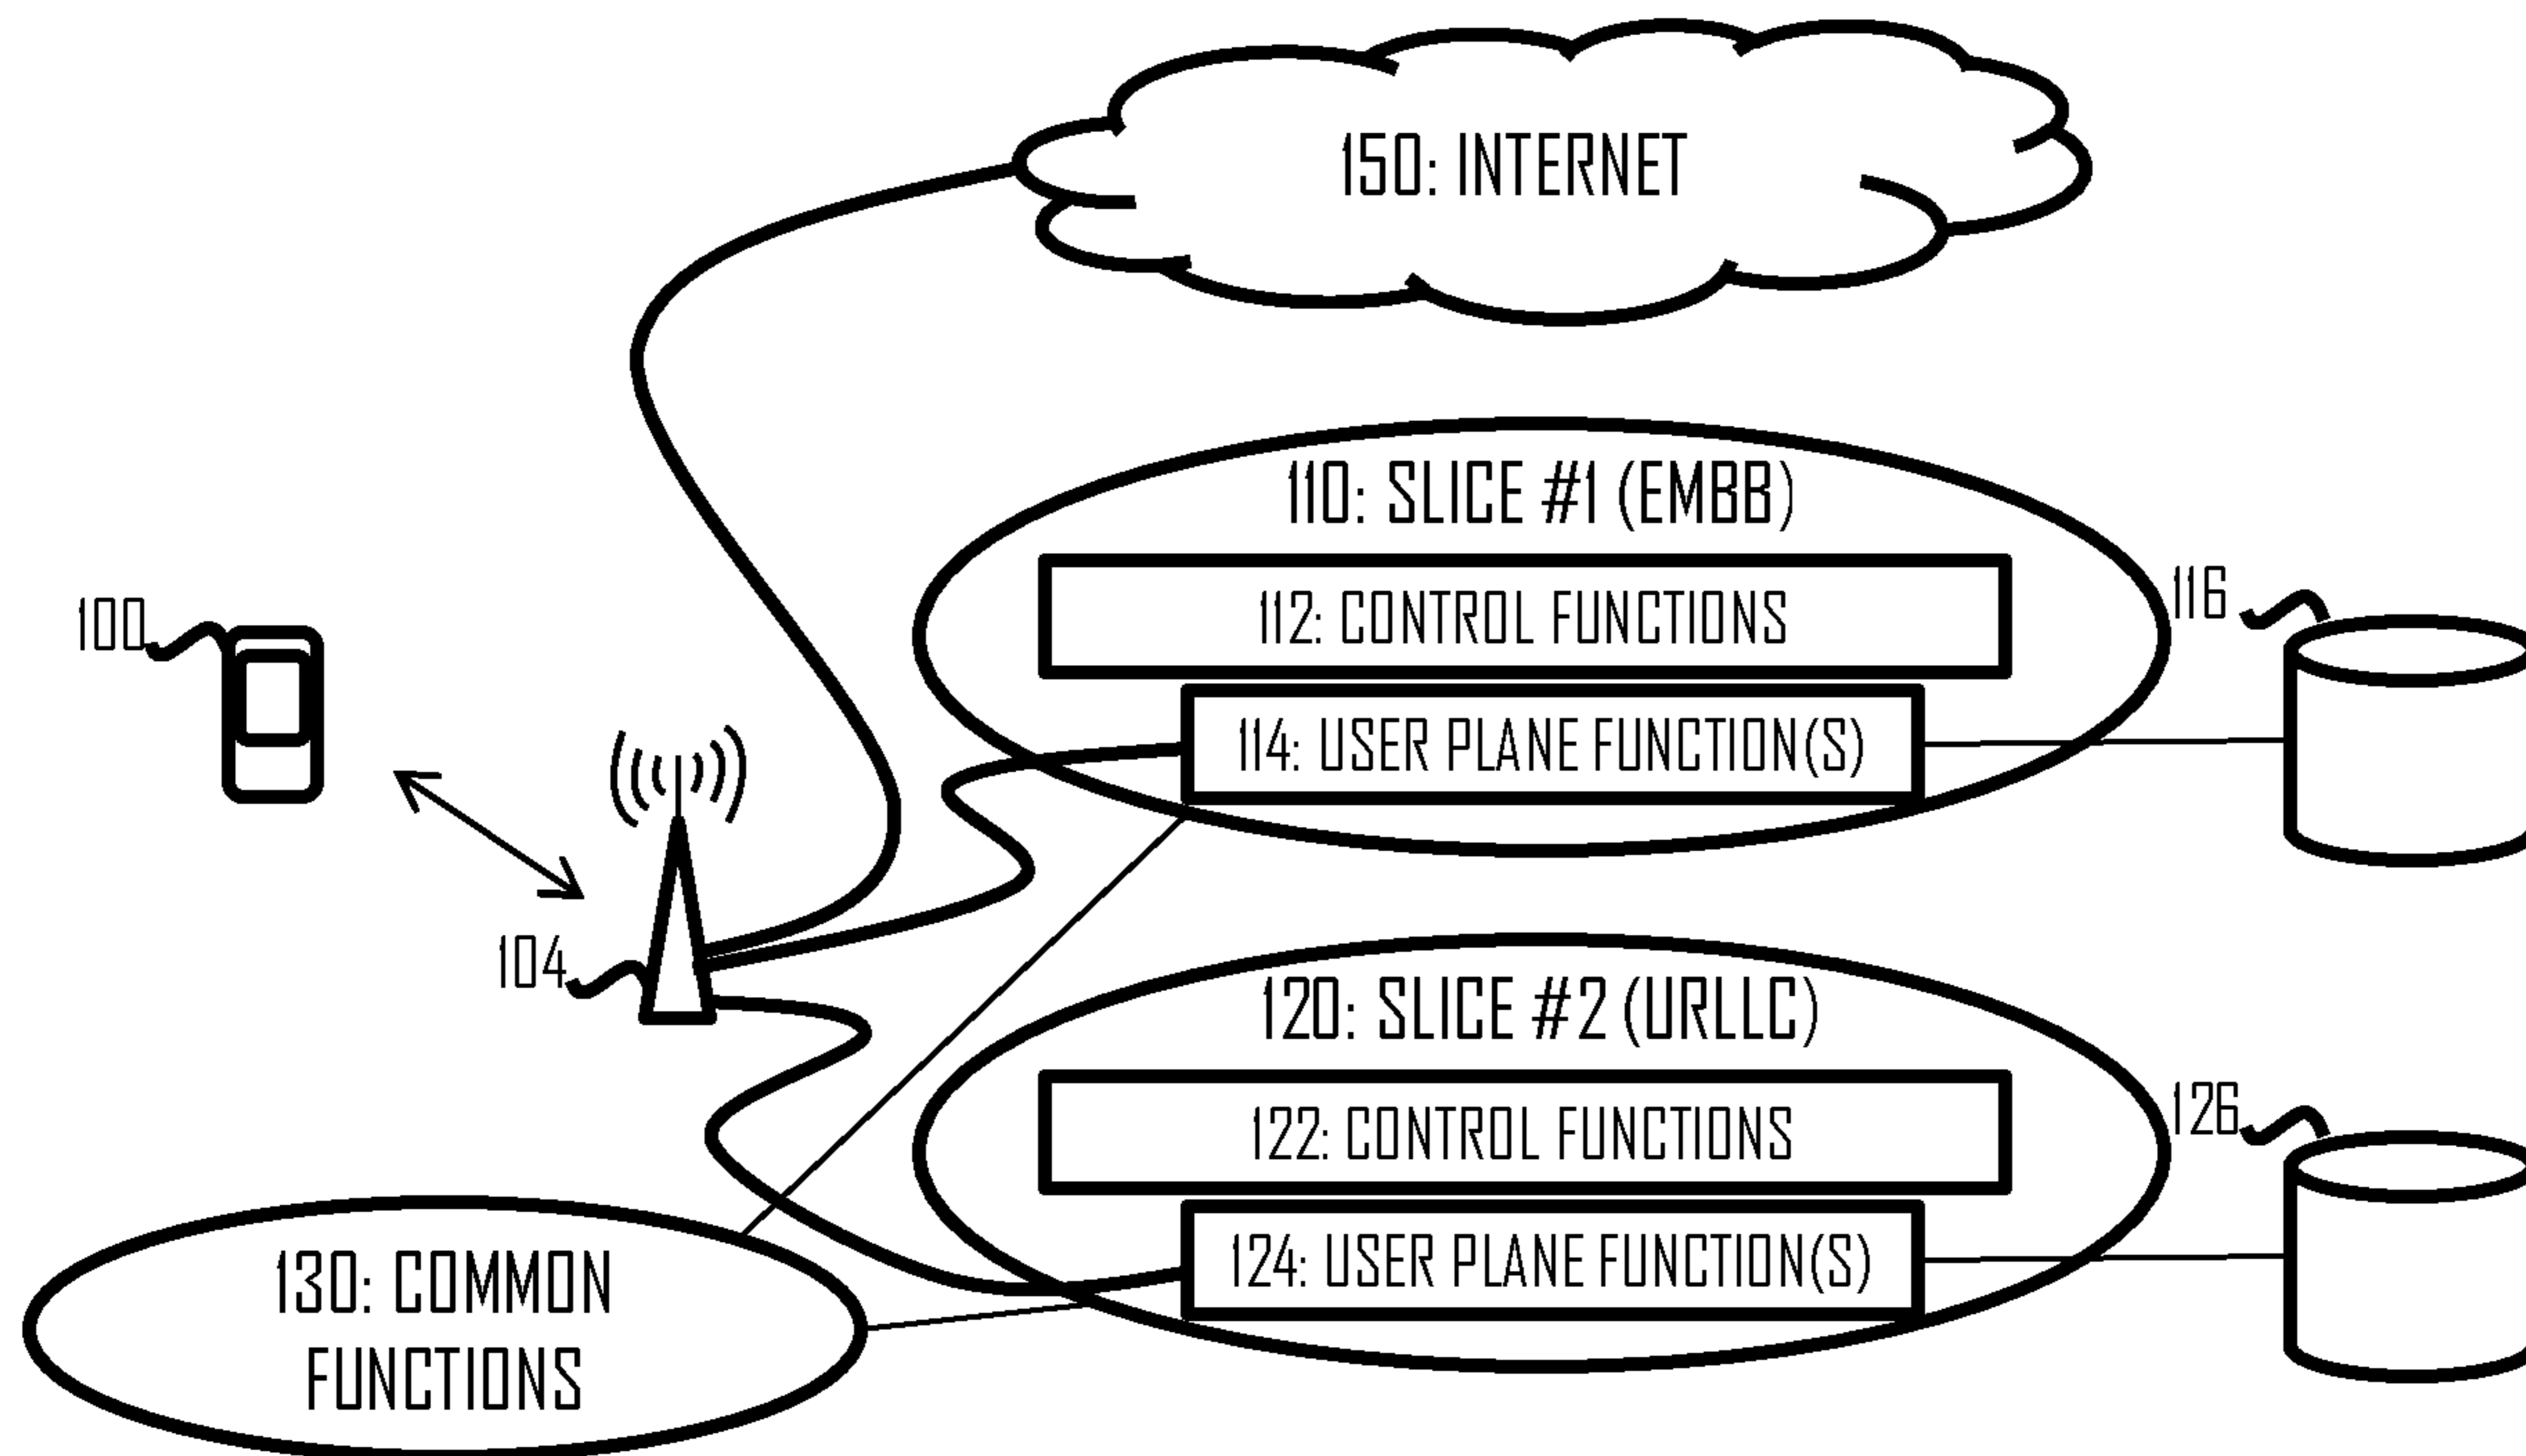 150: INTERNET
110: SLICE #1 (EMBB)
112: CONTROL FUNCTIONS
116
100
114: USER PLANE FUNCTION(S)
104
120: SLICE #2 (URLLC)
122: CONTROL FUNCTIONS
126
124: USER PLANE FUNCTION(S)
130: COMMON
FUNCTIONS